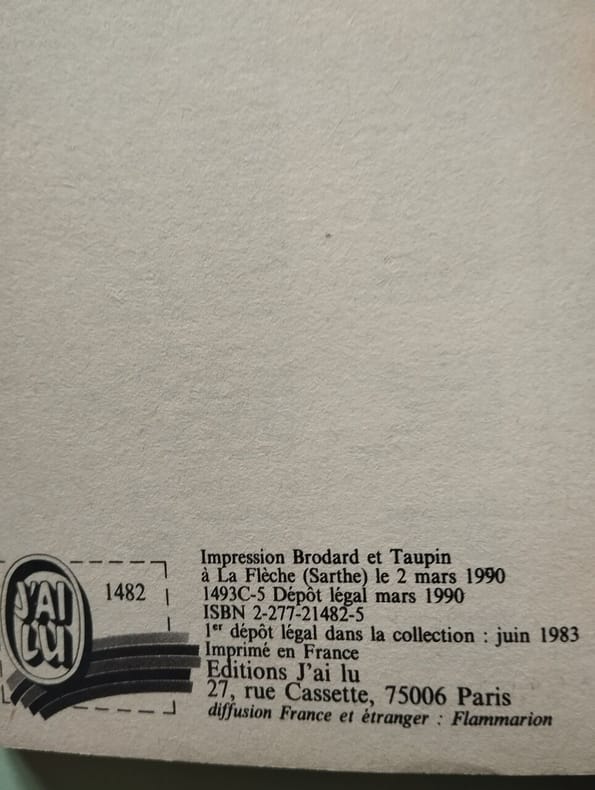 Impression Brodard et Taupin
à La Flèche (Sarthe) le 2 mars 1990
1493C-5 Dépôt légal mars 1990
ISBN 2-277-21482-5
1er dépôt légal dans la collection : juin 1983
Imprimé en France
Editions J'ai lu
27, rue Cassette, 75006 Paris
diffusion France et étranger : Flammarion
J'AI
LU
1482